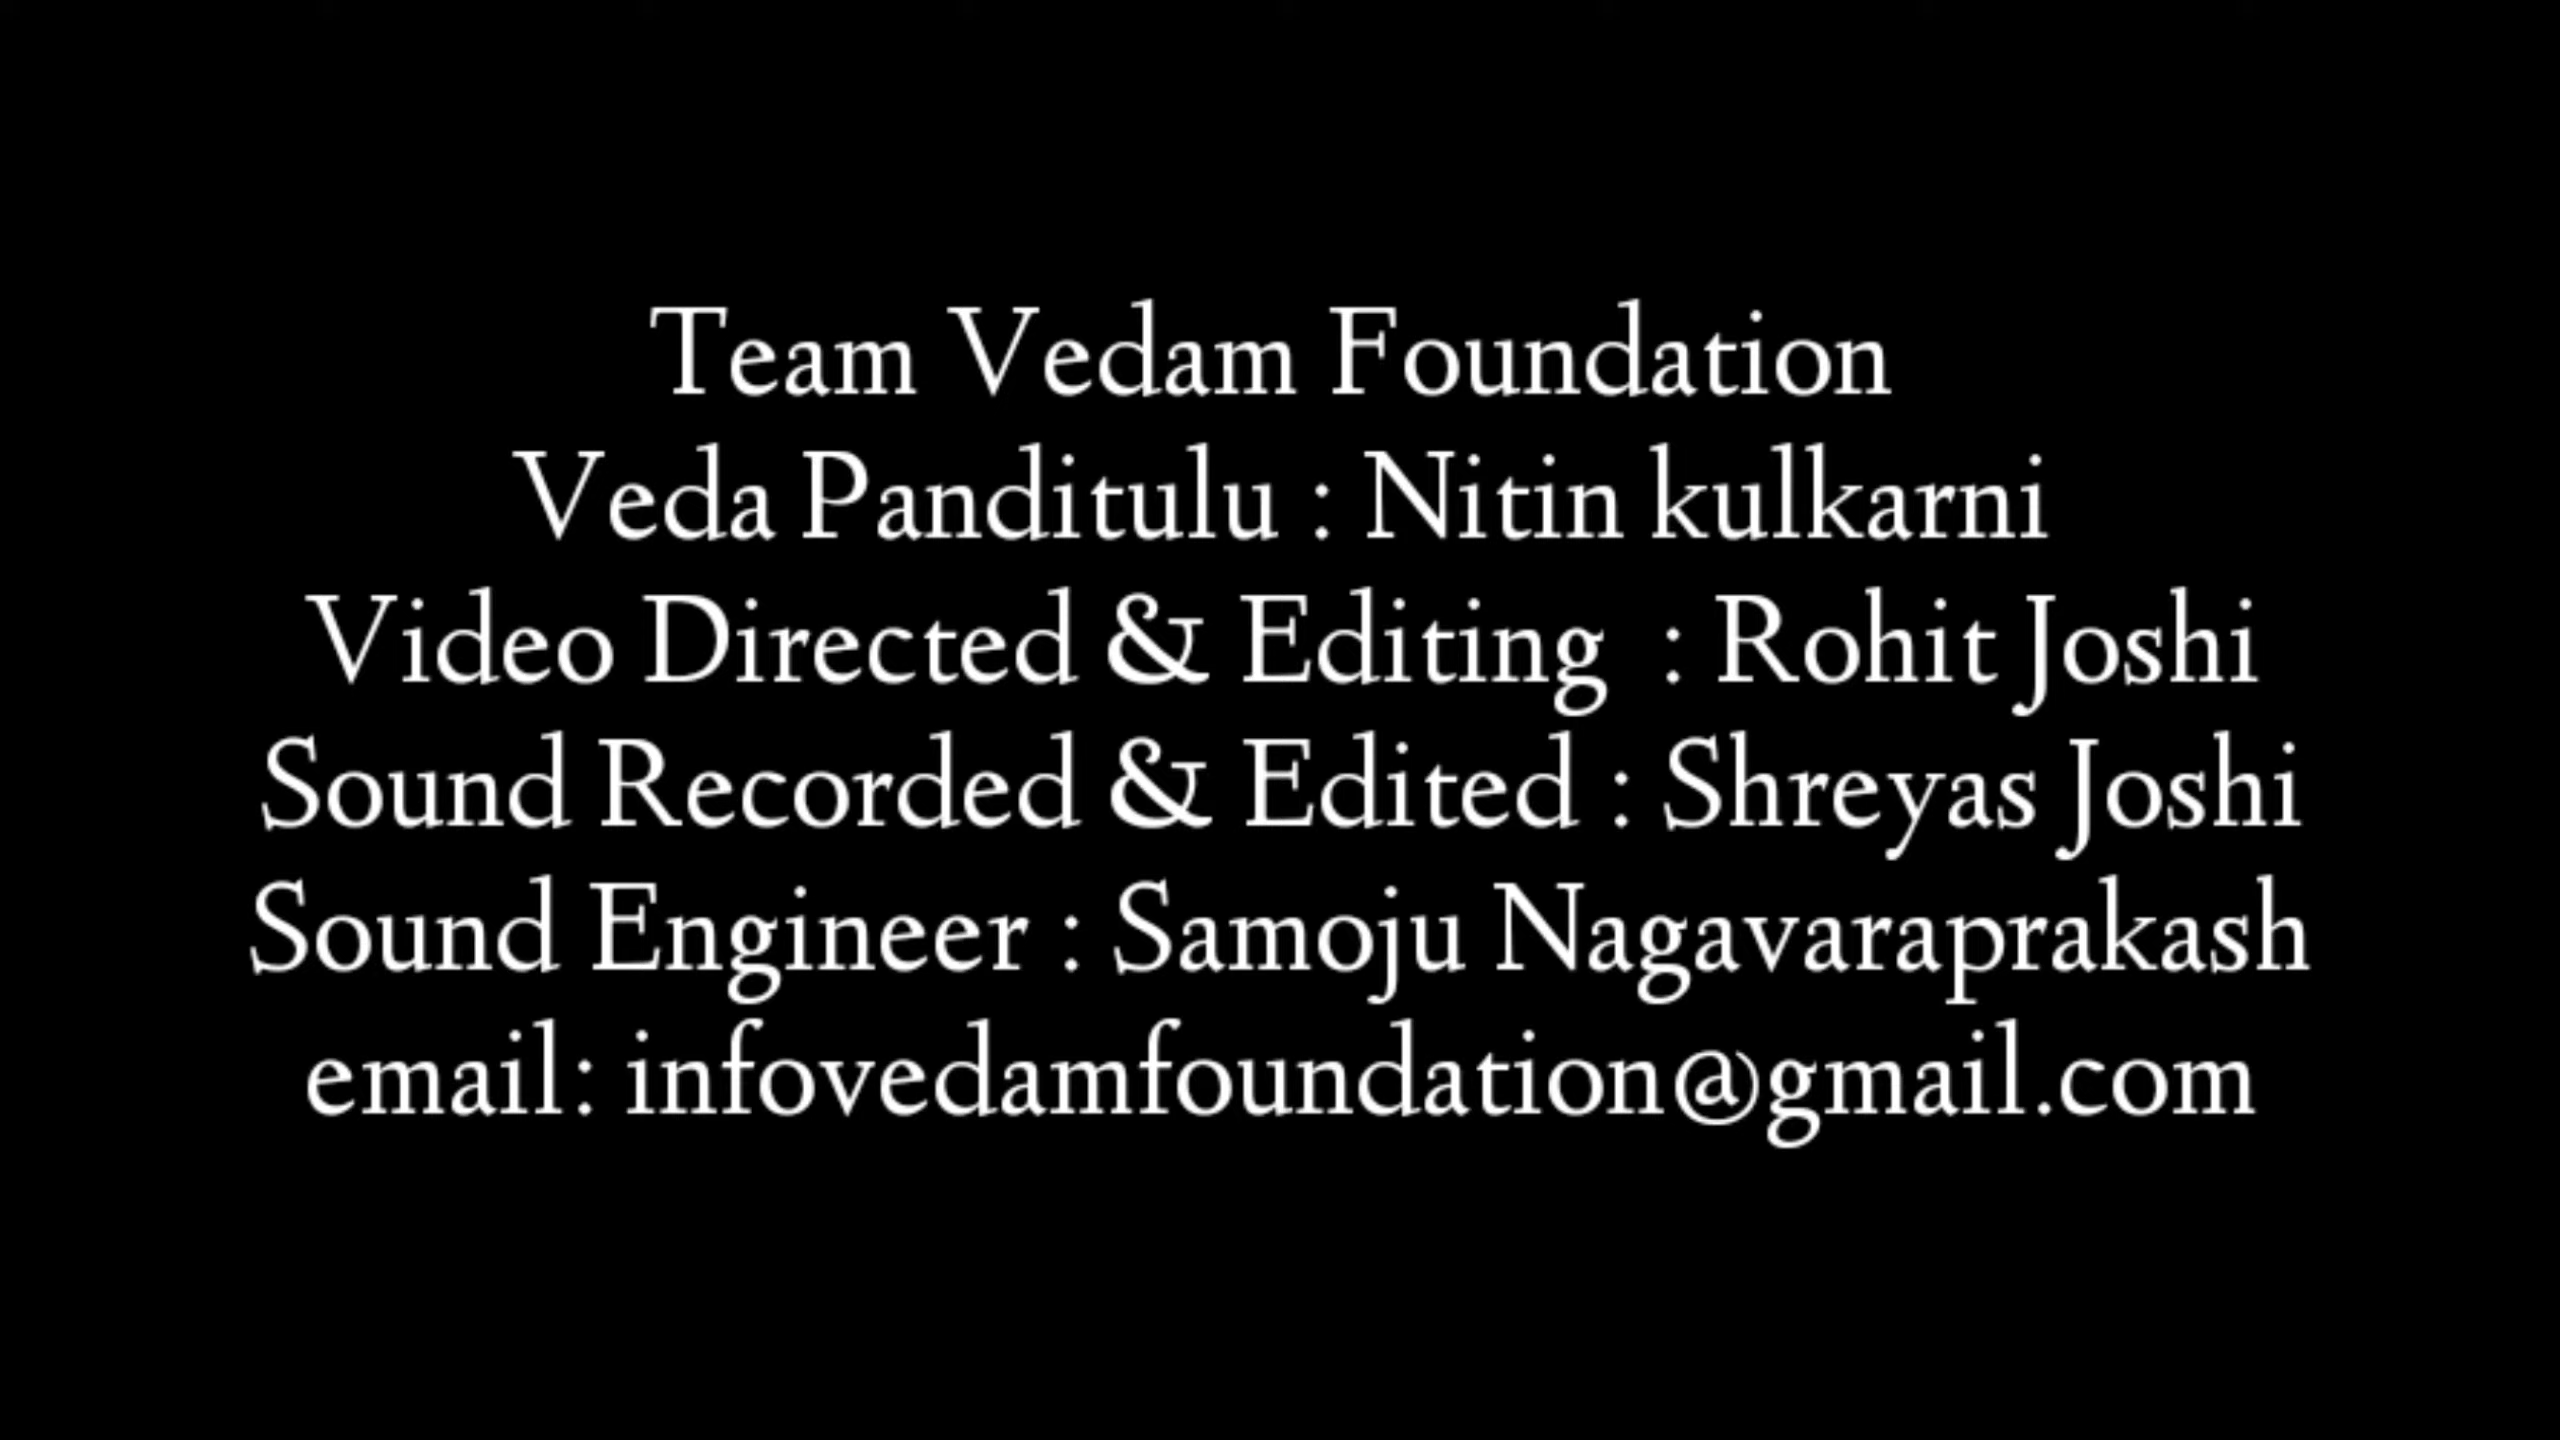 Team Vedam Foundation
Veda Panditulu : Nitin kulkarni
Video Directed & Editing  : Rohit Joshi
Sound Recorded & Edited : Shreyas Joshi
Sound Engineer : Samoju Nagavaraprakash
email: infovedamfoundation@gmail.com